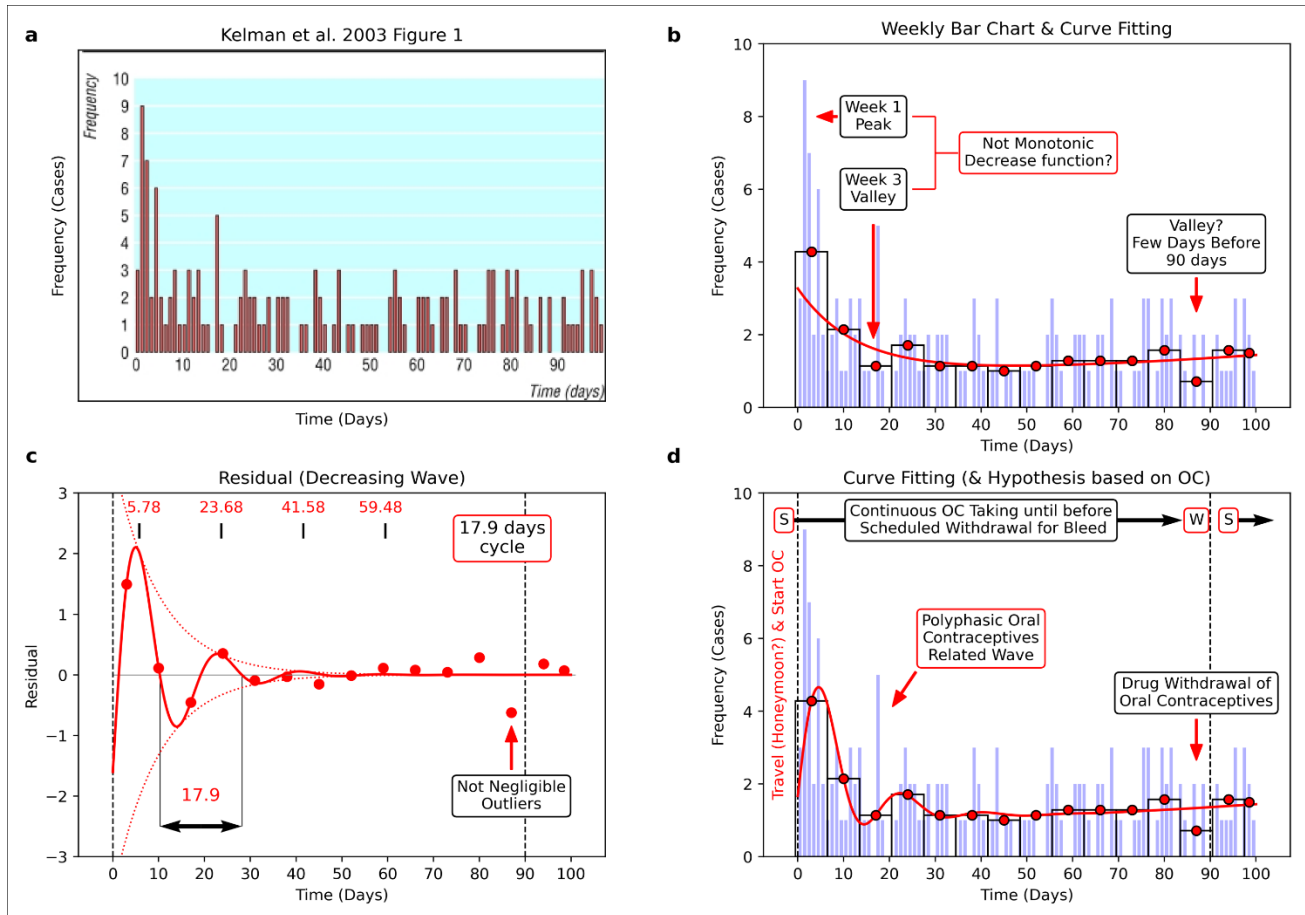 a
Kelman et al. 2003 Figure 1
Frequency
Frequency (Cases)
10
9
8
7
6
5
4
3
2
1
0
0 10 20 30 40 50 60 70 80 90
Time (days)
Time (Days)
b
Weekly Bar Chart & Curve Fitting
Frequency (Cases)
10
8
6
4
2
0
Week 1
Peak
Week 3
Valley
Not Monotonic
Decrease function?
Valley?
Few Days Before
90 days
0 10 20 30 40 50 60 70 80 90 100
Time (Days)
c
Residual (Decreasing Wave)
Residual
3
2
1
0
−1
−2
−3
5.78 23.68 41.58 59.48
17.9 days
cycle
17.9
Not Negligible
Outliers
0 10 20 30 40 50 60 70 80 90 100
Time (Days)
d
Curve Fitting (& Hypothesis based on OC)
Frequency (Cases)
10
8
6
4
2
0
S
Continuous OC Taking until before
Scheduled Withdrawal for Bleed
W
S
Travel (Honeymoon?) & Start OC
Polyphasic Oral
Contraceptives
Related Wave
Drug Withdrawal of
Oral Contraceptives
0 10 20 30 40 50 60 70 80 90 100
Time (Days)